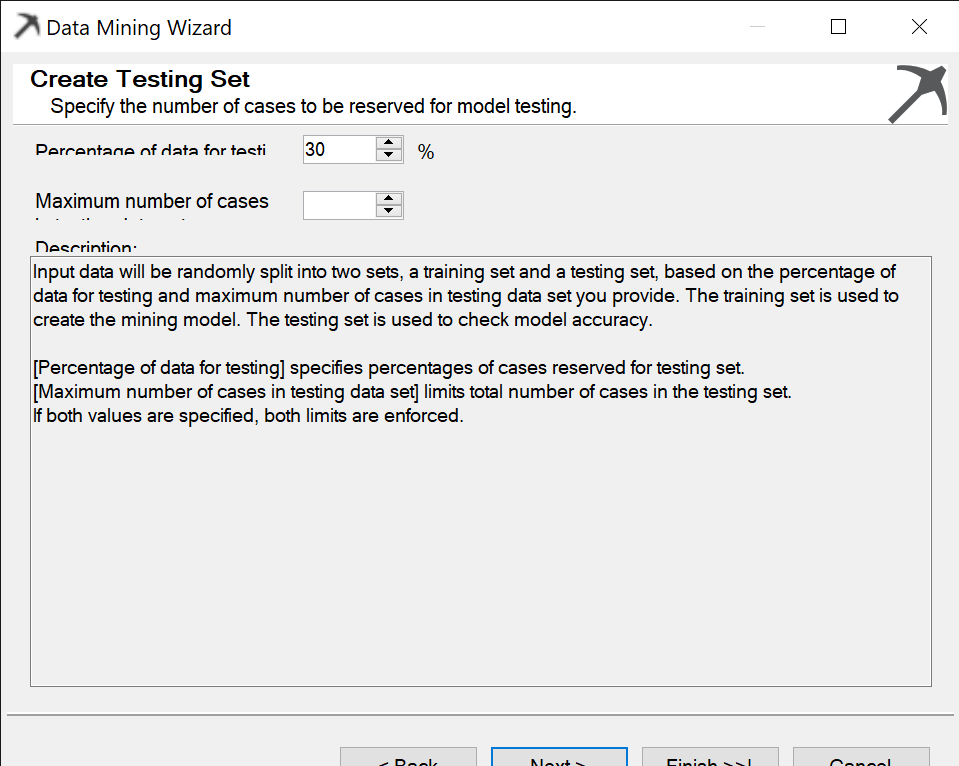 Data Mining Wizard
Create Testing Set
Specify the number of cases to be reserved for model testing.
Percentage of data for testi
30
%
Maximum number of cases
Description:
Input data will be randomly split into two sets, a training set and a testing set, based on the percentage of
data for testing and maximum number of cases in testing data set you provide. The training set is used to
create the mining model. The testing set is used to check model accuracy.
[Percentage of data for testing] specifies percentages of cases reserved for testing set.
[Maximum number of cases in testing data set] limits total number of cases in the testing set.
If both values are specified, both limits are enforced.
< Back
Next >
Finish >>|
Cancel